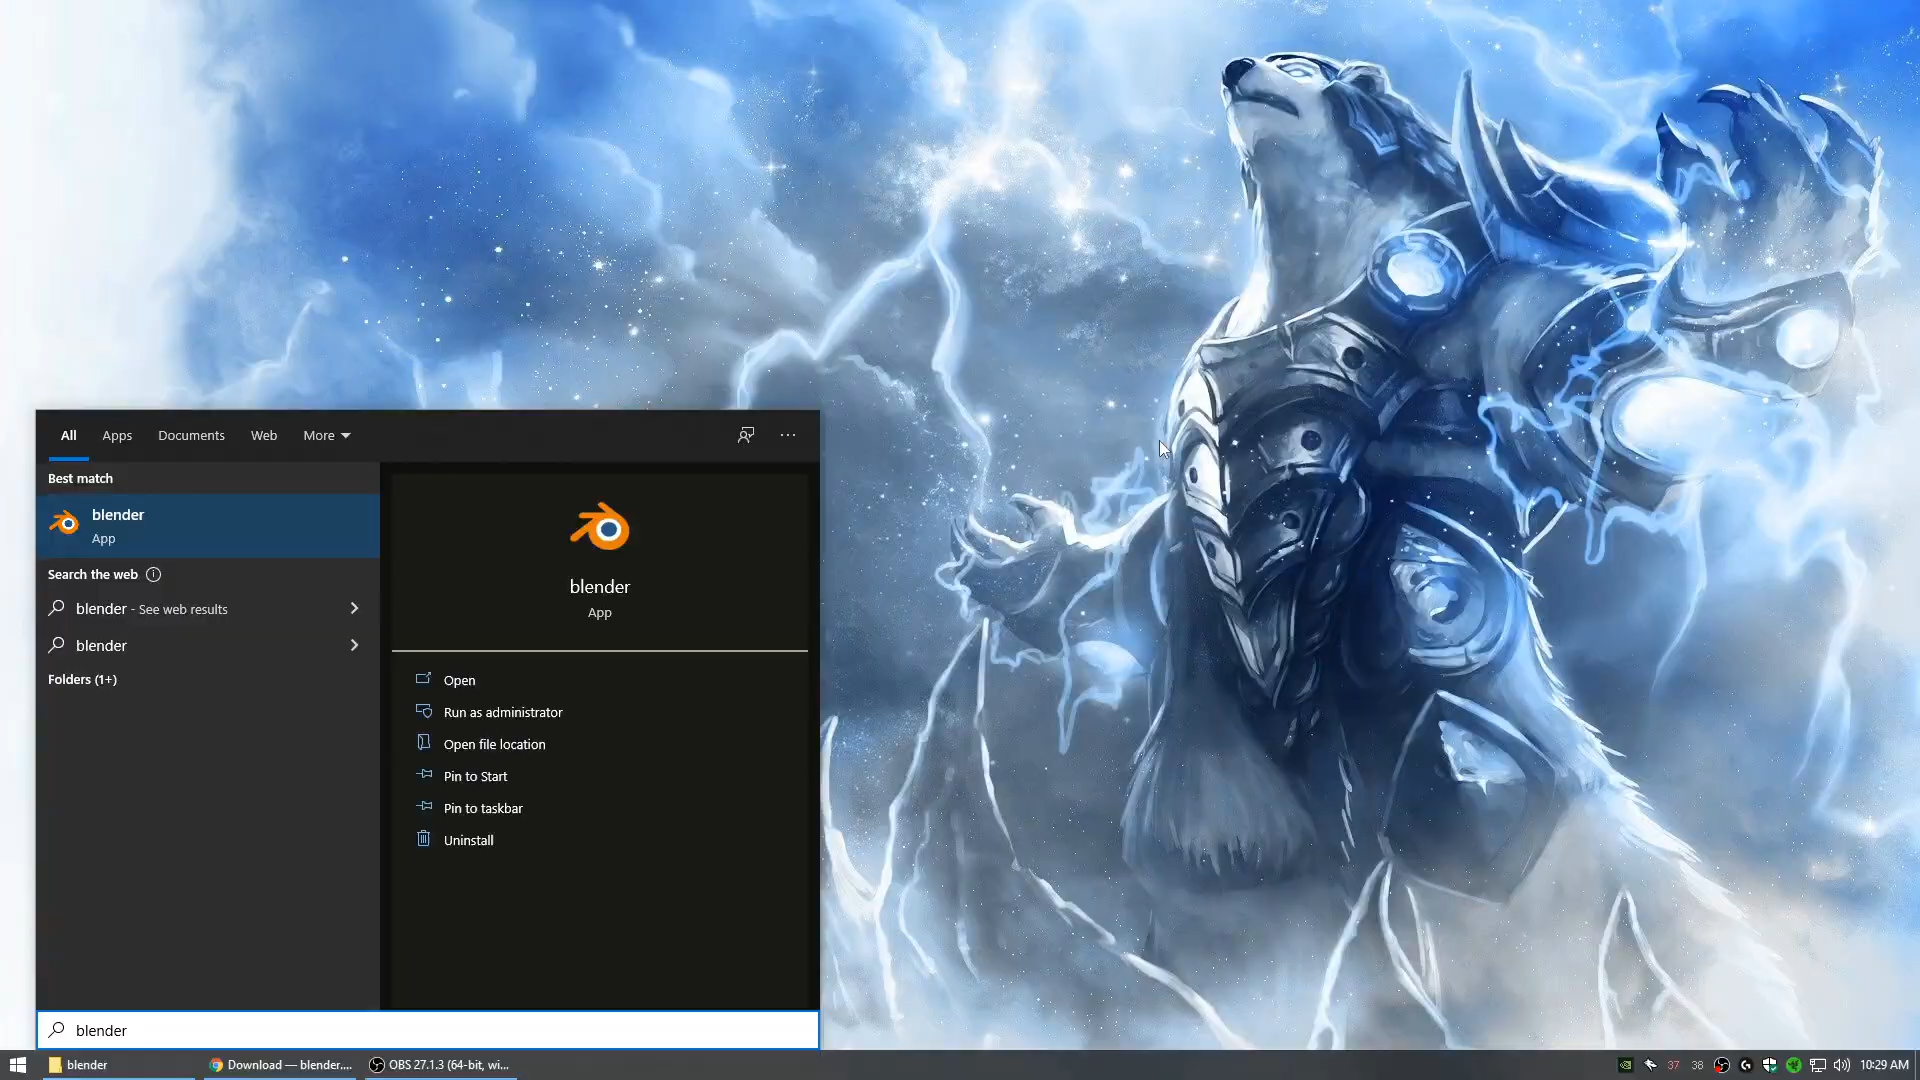 All Apps Documents Web More
Best match
blender
App
Search the web
blender - See web results
blender
Folders (1+)
blender
App
Open
Run as administrator
Open file location
Pin to Start
Pin to taskbar
Uninstall
blender
blender Download — blender.... OBS 27.1.3 (64-bit, wi... 37 38 10:29 AM